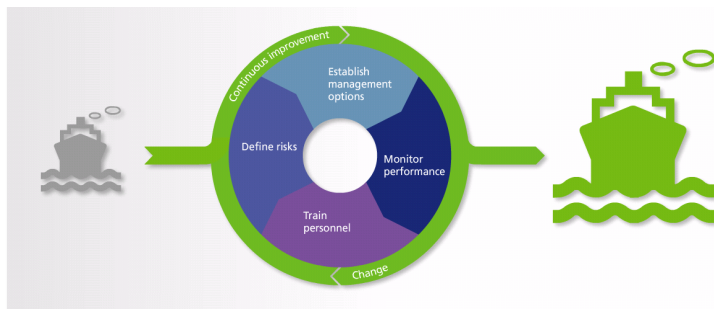 Continuous improvement
Establish
management
options
Define risks
Monitor
performance
Train
personnel
Change